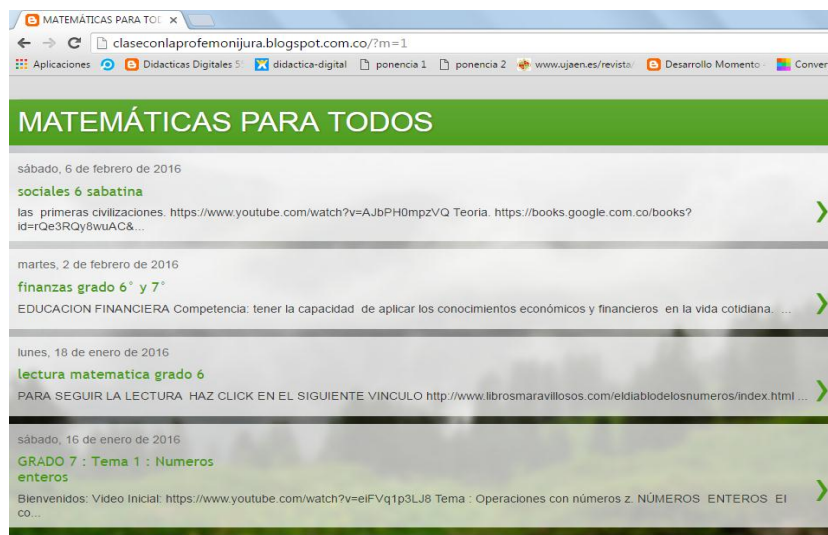 MATEMÁTICAS PARA TOD
claseconlaprofemonijura.blogspot.com.co/?m=1
Aplicaciones Didacticas Digitales 5 didactica-digital ponencia 1 ponencia 2 www.ujaen.es/revista/ Desarrollo Momento Conver
MATEMÁTICAS PARA TODOS
sábado, 6 de febrero de 2016
sociales 6 sabatina
las primeras civilizaciones. https://www.youtube.com/watch?v=AJbPH0mpzVQ Teoria. https://books.google.com.co/books?
id=rQe3RQy8wuAC&...
martes, 2 de febrero de 2016
finanzas grado 6° y 7°
EDUCACION FINANCIERA Competencia: tener la capacidad de aplicar los conocimientos económicos y financieros en la vida cotidiana. ...
lunes, 18 de enero de 2016
lectura matematica grado 6
PARA SEGUIR LA LECTURA HAZ CLICK EN EL SIGUIENTE VINCULO http://www.librosmaravillosos.com/eldiablodelosnumeros/index.html ...
sábado, 16 de enero de 2016
GRADO 7 : Tema 1 : Numeros
enteros
Bienvenidos: Video Inicial: https://www.youtube.com/watch?v=eiFVq1p3LJ8 Tema : Operaciones con números z. NÚMEROS ENTEROS El
co...